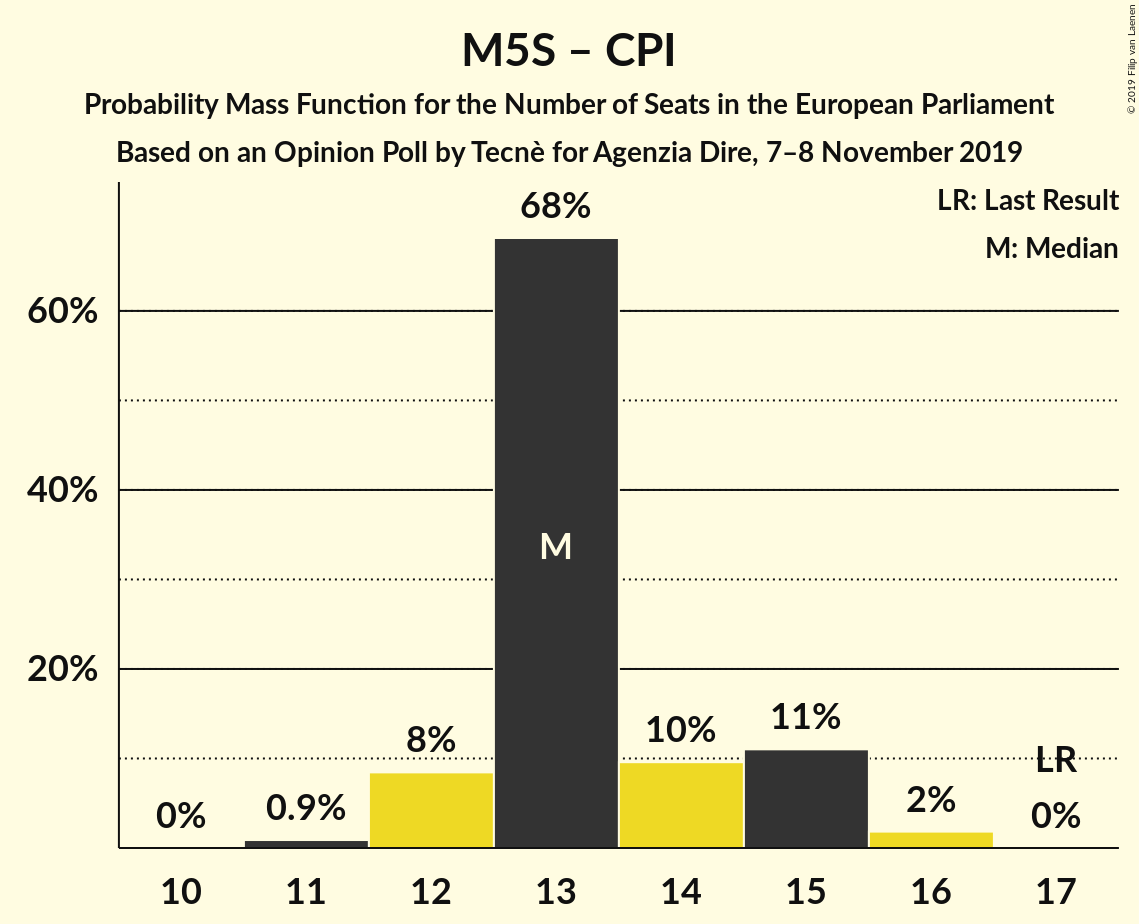 M5S – CPI
Probability Mass Function for the Number of Seats in the European Parliament
Based on an Opinion Poll by Tecnè for Agenzia Dire, 7–8 November 2019
© 2019 Filip van Laenen
LR: Last Result
M: Median
60%
40%
20%
0%
0.9%
8%
68%
M
10%
11%
2%
LR
0%
10 11 12 13 14 15 16 17